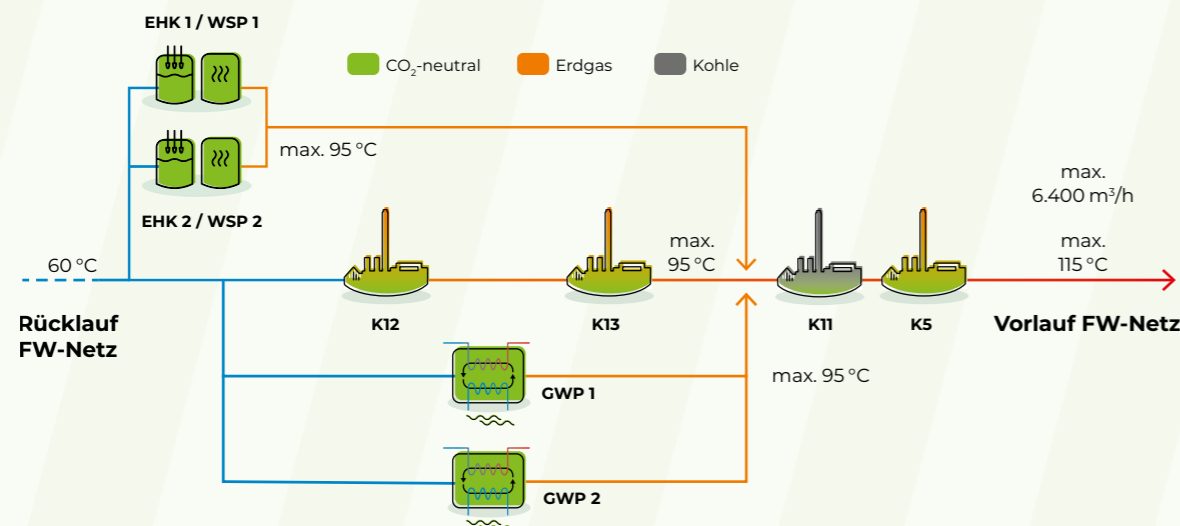 EHK 1 / WSP 1
CO₂-neutral
Erdgas
Kohle
max. 95 °C
EHK 2 / WSP 2
max.
6.400 m³/h
60 °C
max.
95 °C
max.
115 °C
Rücklauf
FW-Netz
K12
K13
K11
K5
Vorlauf FW-Netz
GWP 1
max. 95 °C
GWP 2